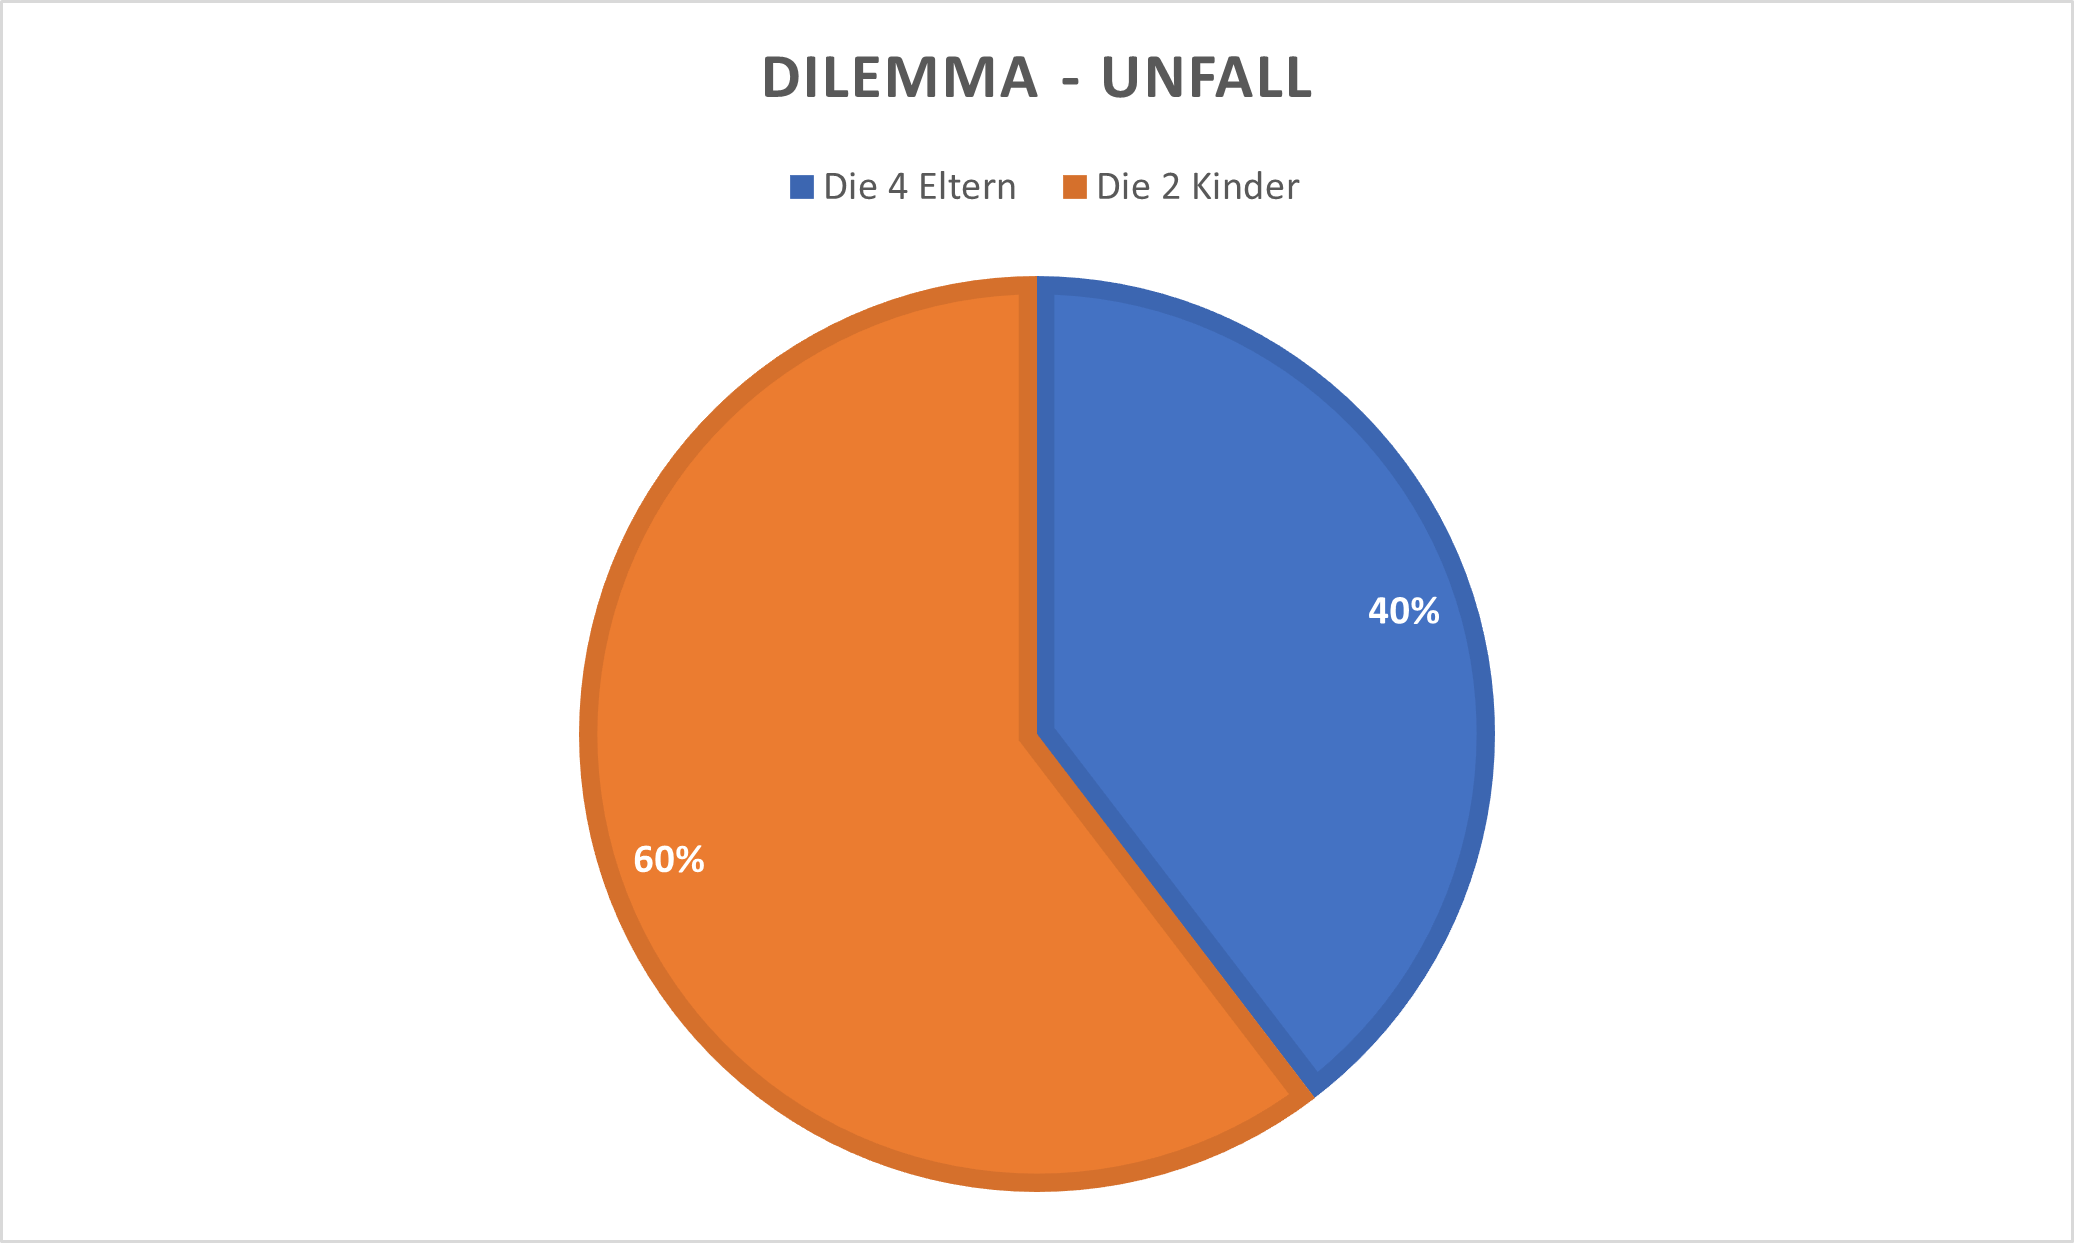 DILEMMA - UNFALL
Die 4 Eltern Die 2 Kinder
40%
60%